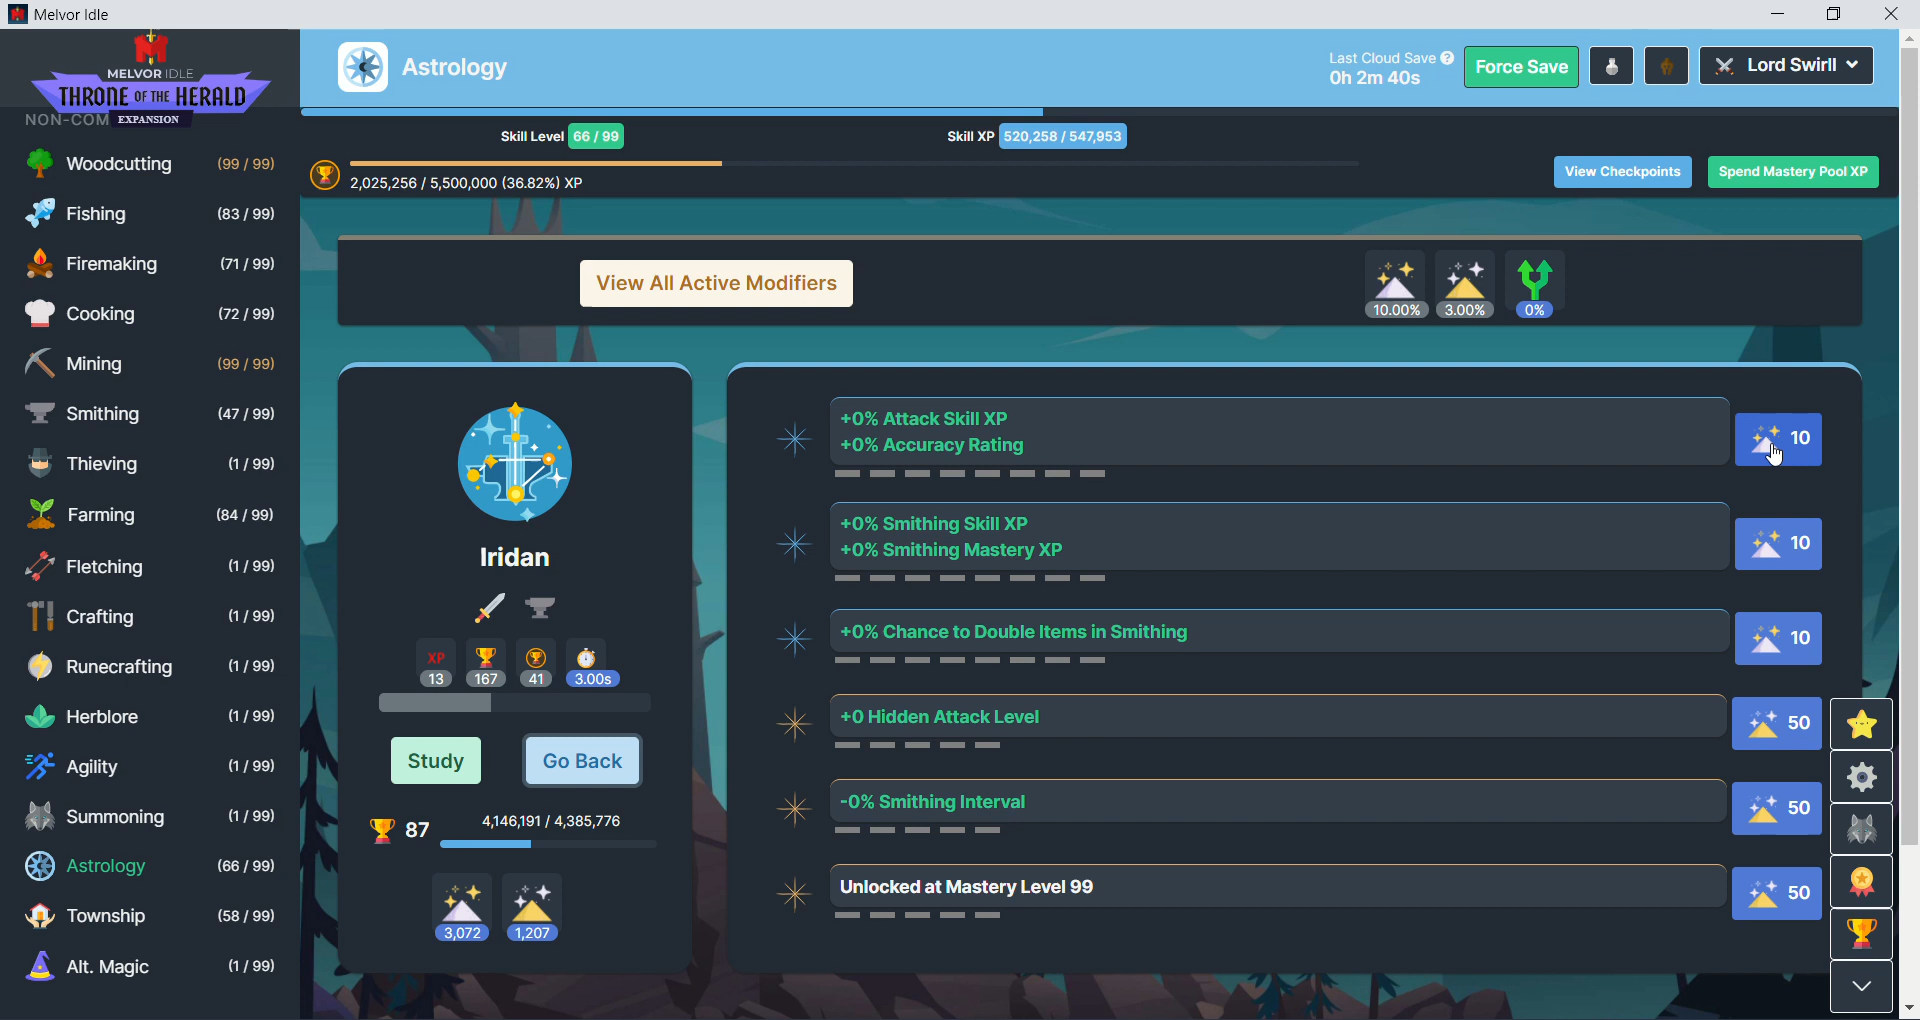 Melvor Idle
MELVOR IDLE
THRONE OF THE HERALD
EXPANSION
NON-COM
Woodcutting (99 / 99)
Fishing (83 / 99)
Firemaking (71 / 99)
Cooking (72 / 99)
Mining (99 / 99)
Smithing (47 / 99)
Thieving (1 / 99)
Farming (84 / 99)
Fletching (1 / 99)
Crafting (1 / 99)
Runecrafting (1 / 99)
Herblore (1 / 99)
Agility (1 / 99)
Summoning (1 / 99)
Astrology (66 / 99)
Township (58 / 99)
Alt. Magic (1 / 99)
Astrology
Last Cloud Save ?
0h 2m 40s
Force Save
Lord Swirll
Skill Level 66 / 99
Skill XP 520,258 / 547,953
2,025,256 / 5,500,000 (36.82%) XP
View Checkpoints
Spend Mastery Pool XP
View All Active Modifiers
10.00% 3.00% 0%
Iridan
XP
13 167 41 3.00s
Study
Go Back
87 4,146,191 / 4,385,776
3,072 1,207
+0% Attack Skill XP
+0% Accuracy Rating
10
+0% Smithing Skill XP
+0% Smithing Mastery XP
10
+0% Chance to Double Items in Smithing
10
+0 Hidden Attack Level
50
-0% Smithing Interval
50
Unlocked at Mastery Level 99
50